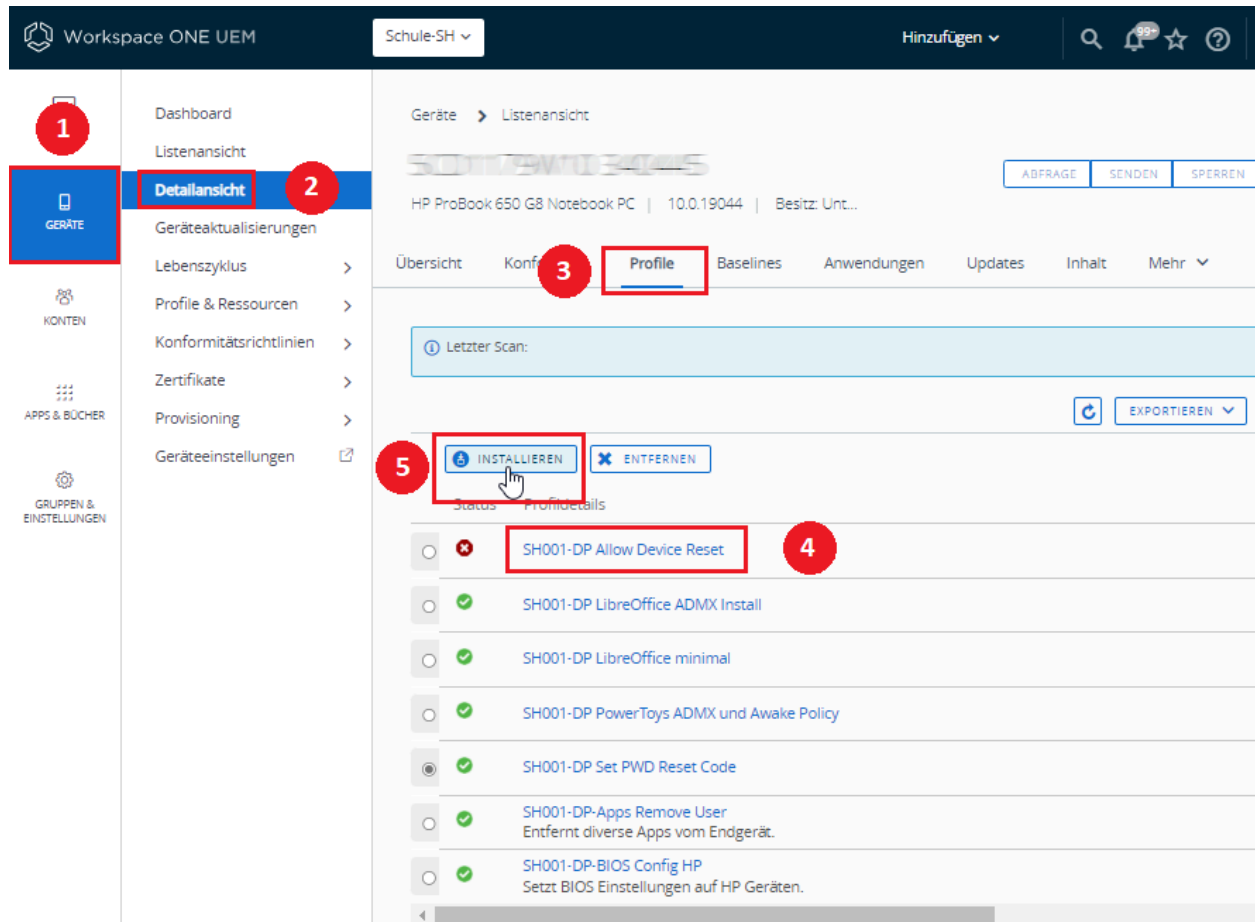 Workspace ONE UEM
Schule-SH
Hinzufügen
99+
1
GERÄTE
KONTEN
APPS & BÜCHER
GRUPPEN &
EINSTELLUNGEN
Dashboard
Listenansicht
Detailansicht
2
Geräteaktualisierungen
Lebenszyklus
Profile & Ressourcen
Konformitätsrichtlinien
Zertifikate
Provisioning
Geräteeinstellungen
Geräte > Listenansicht
ABFRAGE SENDEN SPERREN
HP ProBook 650 G8 Notebook PC | 10.0.19044 | Besitz: Unt...
Übersicht 3 Profile Baselines Anwendungen Updates Inhalt Mehr
Letzter Scan:
EXPORTIEREN
5 INSTALLIEREN ENTFERNEN
Status Profildetails
SH001-DP Allow Device Reset 4
SH001-DP LibreOffice ADMX Install
SH001-DP LibreOffice minimal
SH001-DP PowerToys ADMX und Awake Policy
SH001-DP Set PWD Reset Code
SH001-DP-Apps Remove User
Entfernt diverse Apps vom Endgerät.
SH001-DP-BIOS Config HP
Setzt BIOS Einstellungen auf HP Geräten.